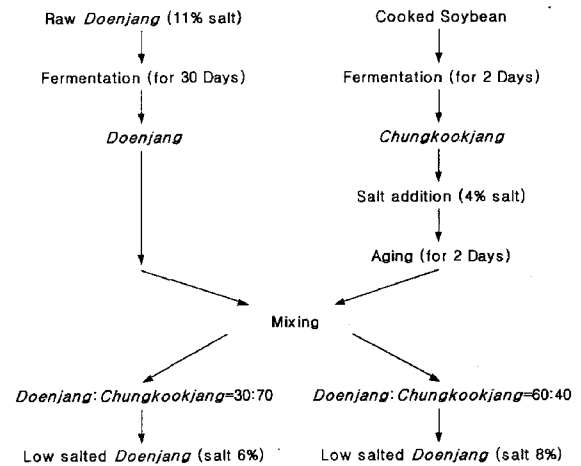 Raw Doenjang (11% salt)
Fermentation (for 30 Days)
Doenjang
Cooked Soybean
Fermentation (for 2 Days)
Chungkookjang
Salt addition (4% salt)
Aging (for 2 Days)
Mixing
Doenjang:Chungkookjang=30:70
Low salted Doenjang (salt 6%)
Doenjang:Chungkookjang=60:40
Low salted Doenjang (salt 8%)